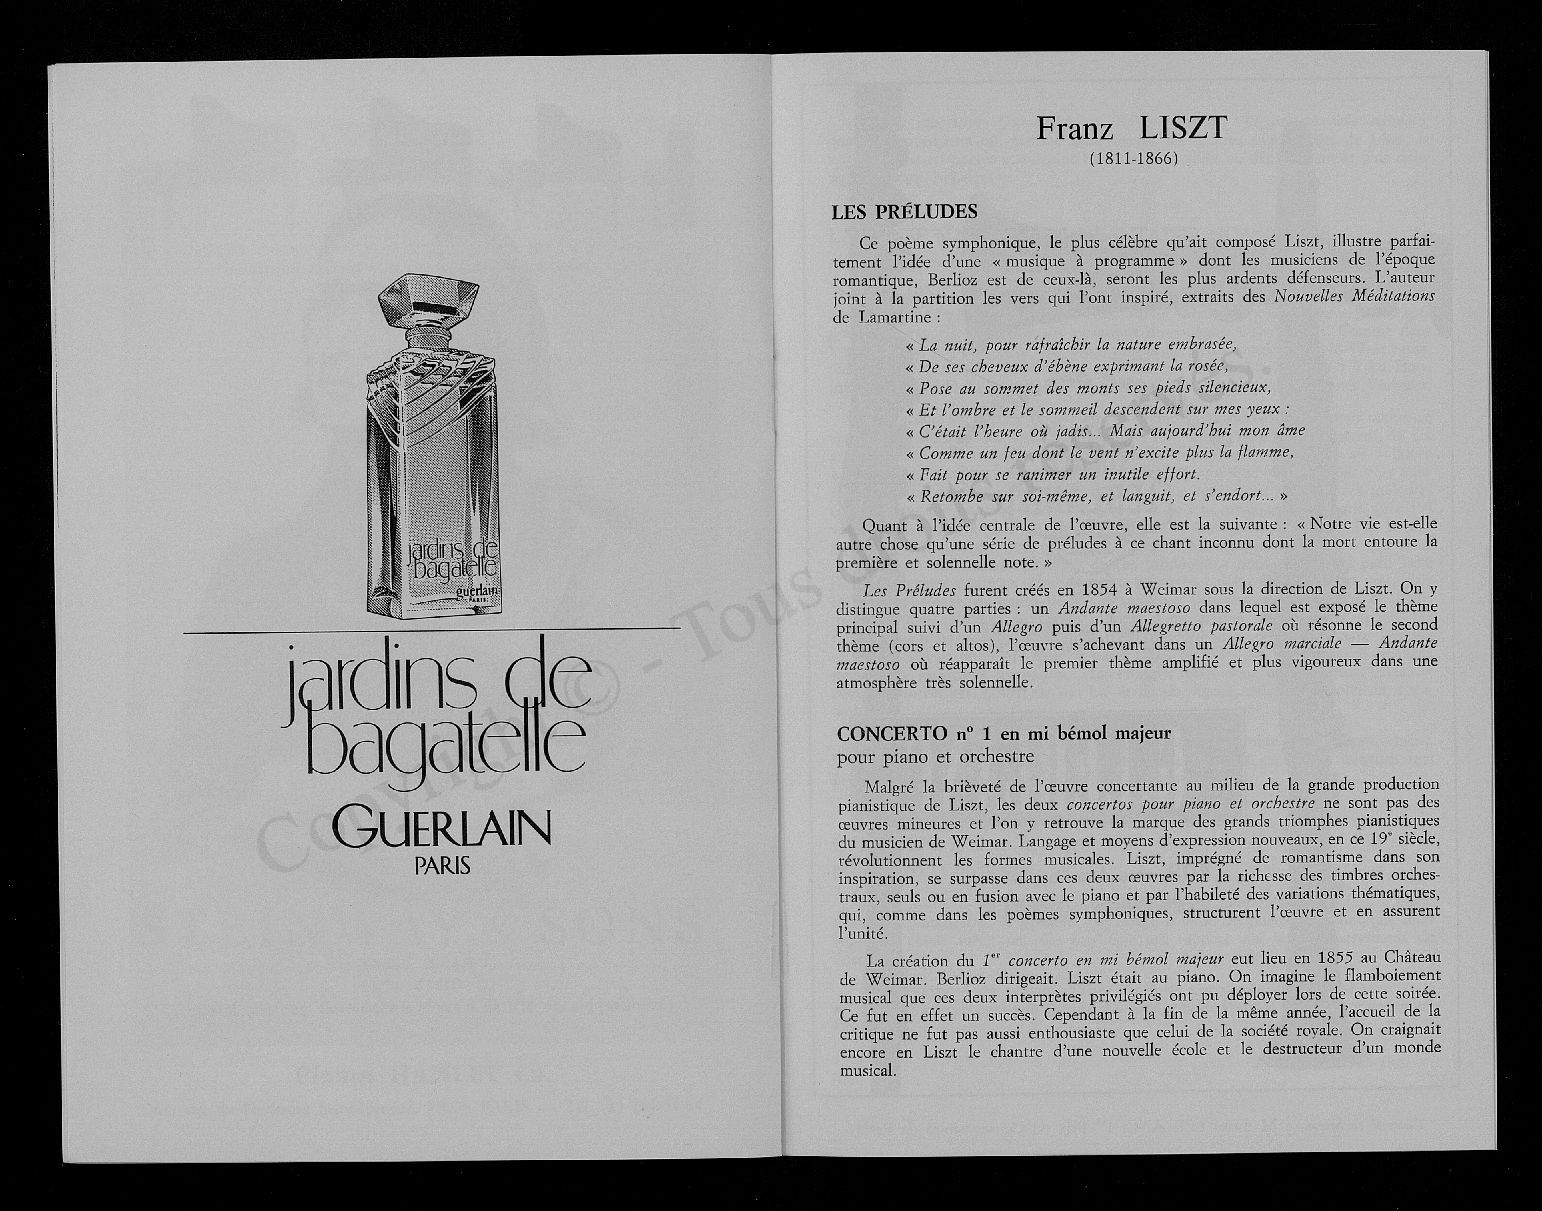 jardins de
bagatelle
guerlain
PARIS
jardins de
bagatelle
GUERLAIN
PARIS
Copyright © - Tous droits réservés.
Franz LISZT
(1811-1866)
LES PRÉLUDES
Ce poème symphonique, le plus célèbre qu'ait composé Liszt, illustre parfai-
tement l'idée d'une « musique à programme » dont les musiciens de l'époque
romantique, Berlioz est de ceux-là, seront les plus ardents défenseurs. L'auteur
joint à la partition les vers qui l'ont inspiré, extraits des Nouvelles Méditations
de Lamartine :
« La nuit, pour rafraîchir la nature embrasée,
« De ses cheveux d'ébène exprimant la rosée,
« Pose au sommet des monts ses pieds silencieux,
« Et l'ombre et le sommeil descendent sur mes yeux :
« C'était l'heure où jadis... Mais aujourd'hui mon âme
« Comme un feu dont le vent n'excite plus la flamme,
« Fait pour se ranimer un inutile effort.
« Retombe sur soi-même, et languit, et s'endort... »
Quant à l'idée centrale de l'œuvre, elle est la suivante : « Notre vie est-elle
autre chose qu'une série de préludes à ce chant inconnu dont la mort entoure la
première et solennelle note. »
Les Préludes furent créés en 1854 à Weimar sous la direction de Liszt. On y
distingue quatre parties : un Andante maestoso dans lequel est exposé le thème
principal suivi d'un Allegro puis d'un Allegretto pastorale où résonne le second
thème (cors et altos), l'œuvre s'achevant dans un Allegro marciale — Andante
maestoso où réapparaît le premier thème amplifié et plus vigoureux dans une
atmosphère très solennelle.
CONCERTO n° 1 en mi bémol majeur
pour piano et orchestre
Malgré la brièveté de l'œuvre concertante au milieu de la grande production
pianistique de Liszt, les deux concertos pour piano et orchestre ne sont pas des
œuvres mineures et l'on y retrouve la marque des grands triomphes pianistiques
du musicien de Weimar. Langage et moyens d'expression nouveaux, en ce 19e siècle,
révolutionnent les formes musicales. Liszt, imprégné de romantisme dans son
inspiration, se surpasse dans ces deux œuvres par la richesse des timbres orches-
traux, seuls ou en fusion avec le piano et par l'habileté des variations thématiques,
qui, comme dans les poèmes symphoniques, structurent l'œuvre et en assurent
l'unité.
La création du 1er concerto en mi bémol majeur eut lieu en 1855 au Château
de Weimar. Berlioz dirigeait. Liszt était au piano. On imagine le flamboiement
musical que ces deux interprètes privilégiés ont pu déployer lors de cette soirée.
Ce fut en effet un succès. Cependant à la fin de la même année, l'accueil de la
critique ne fut pas aussi enthousiaste que celui de la société royale. On craignait
encore en Liszt le chantre d'une nouvelle école et le destructeur d'un monde
musical.